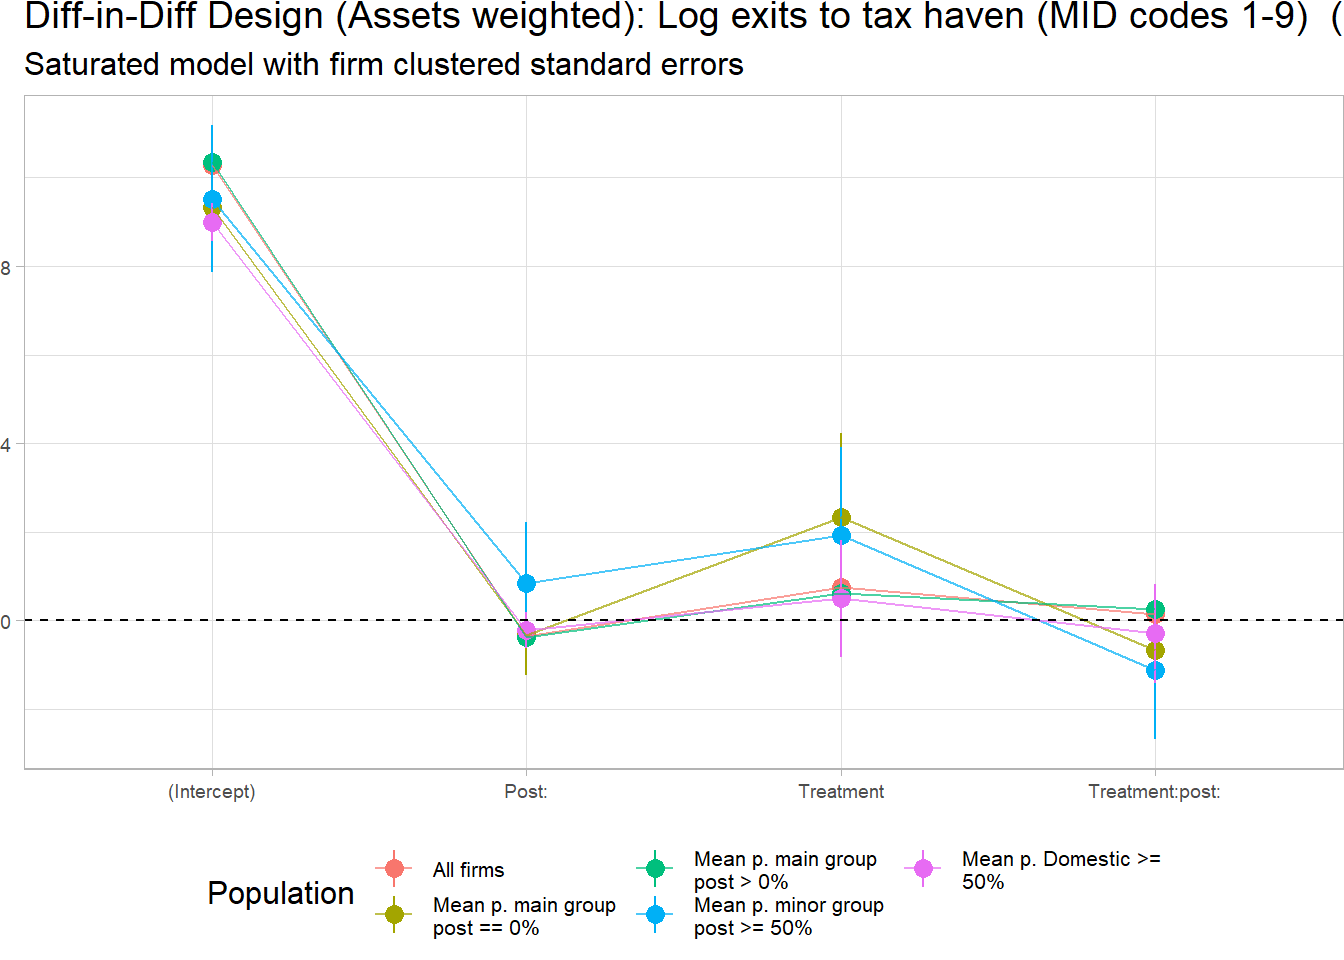 Diff-in-Diff Design (Assets weighted): Log exits to tax haven (MID codes 1-9) (
Saturated model with firm clustered standard errors
8
4
0
(Intercept)
Post:
Treatment
Treatment:post:
Population
All firms
Mean p. main group
post == 0%
Mean p. main group
post > 0%
Mean p. minor group
post >= 50%
Mean p. Domestic >=
50%